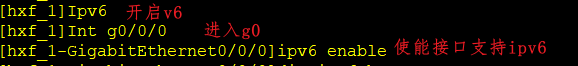 [hxf_1]Ipv6 开启v6
[hxf_1]Int g0/0/0 进入g0
[hxf_1-GigabitEthernet0/0/0]ipv6 enable 使能接口支持ipv6